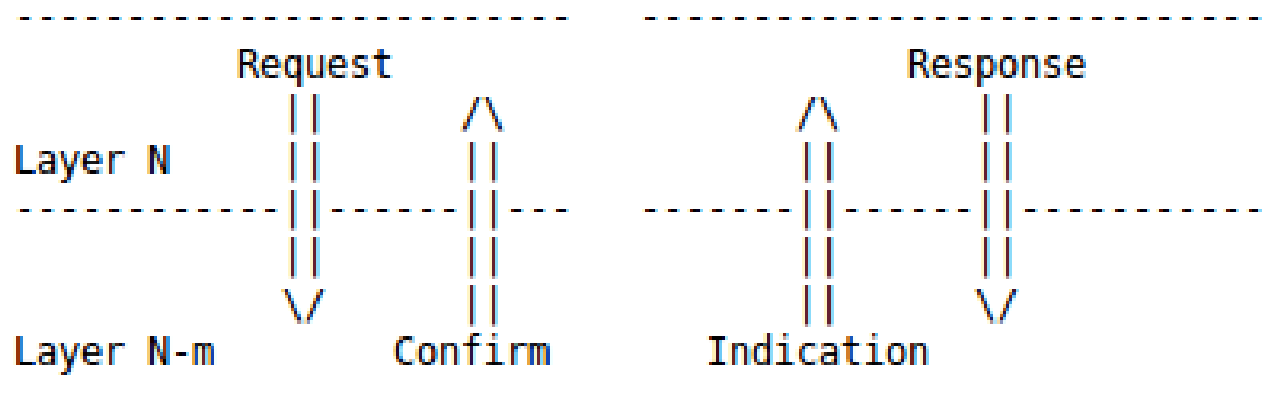 Request Response
Layer N
Layer N-m Confirm Indication